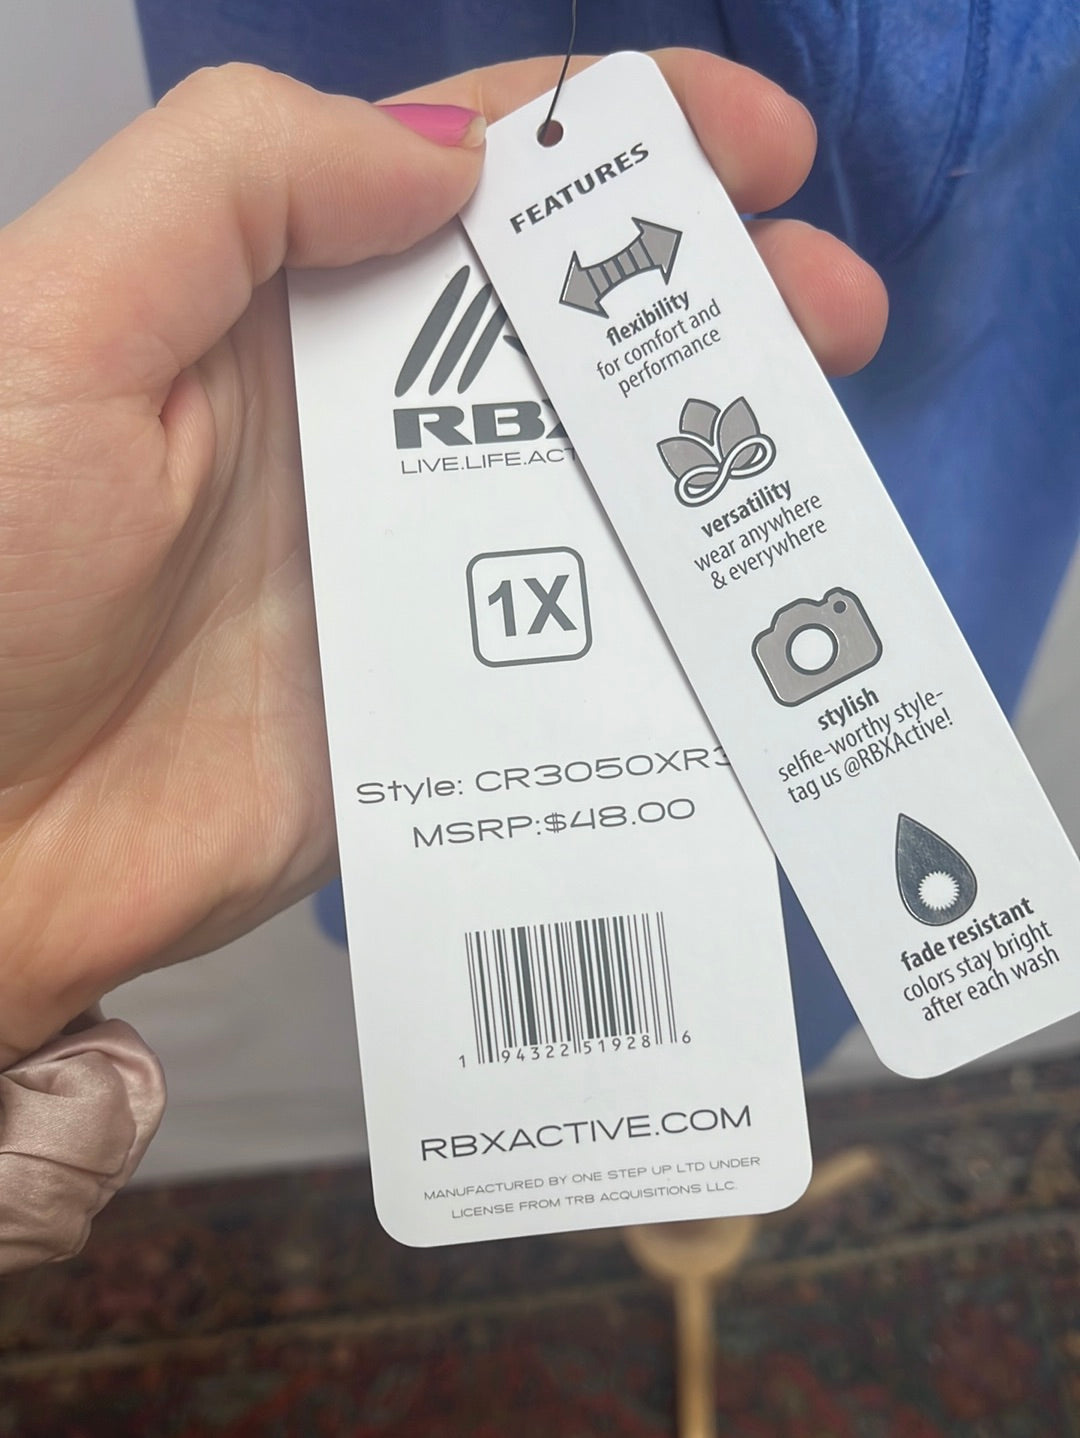 FEATURES
flexibility
for comfort and
performance
versatility
wear anywhere
& everywhere
stylish
selfie-worthy style-
tag us @RBXActive!
fade resistant
colors stay bright
after each wash
LIVE.LIFE.ACT
1X
Style: CR3050XR3
MSRP:$48.00
1 94322 51928 6
RBXACTIVE.COM
MANUFACTURED BY ONE STEP UP LTD UNDER
LICENSE FROM TRB ACQUISITIONS LLC.